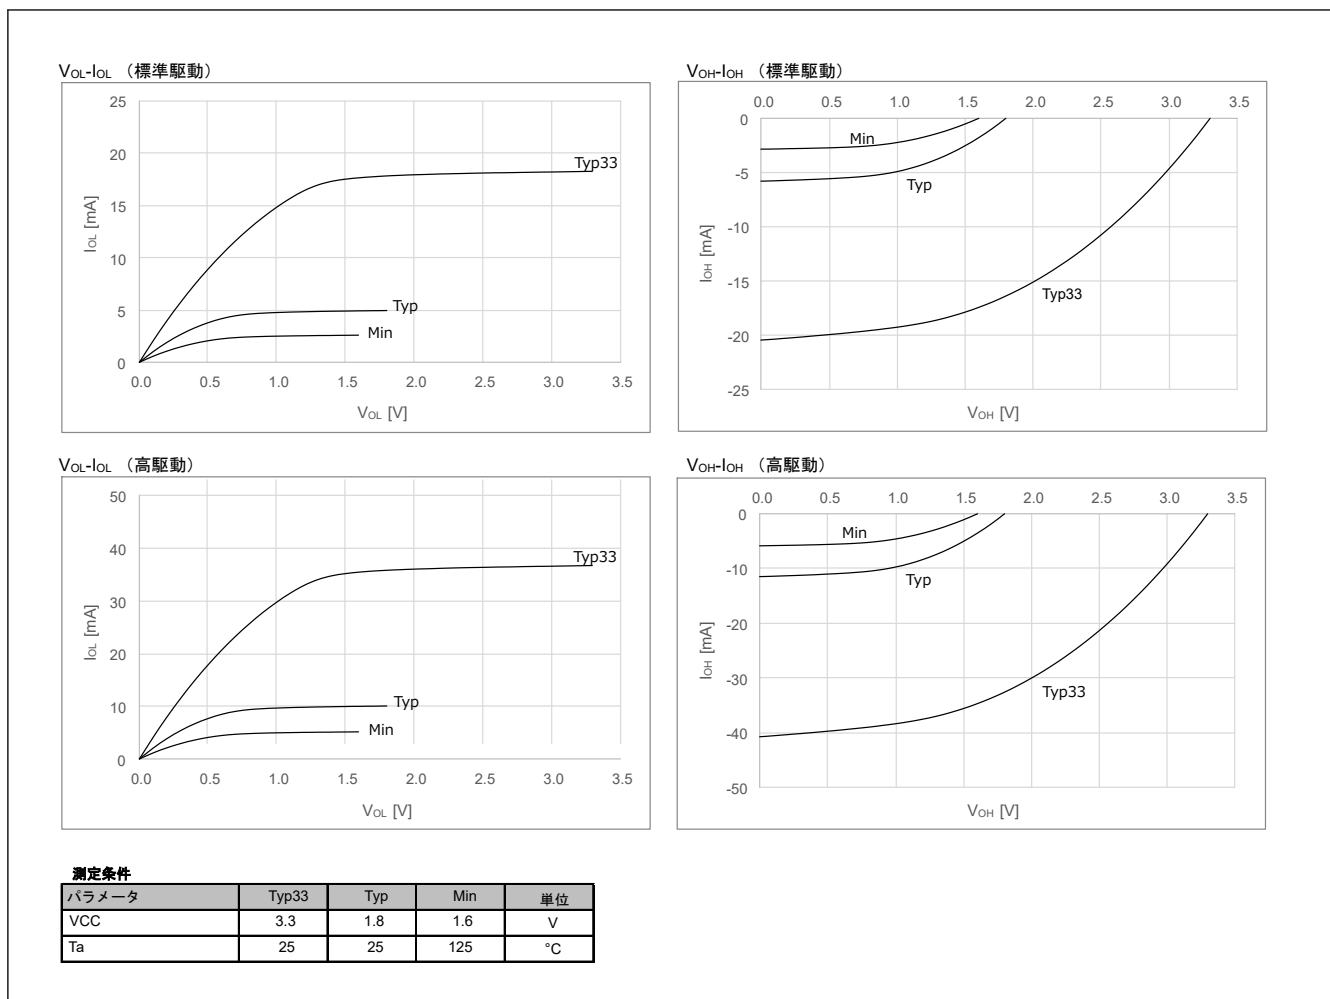 VOL-IOL （標準駆動）
25
20
15
10
5
0
IOL [mA]
Typ33
Typ
Min
0.0 0.5 1.0 1.5 2.0 2.5 3.0 3.5
VOL [V]
VOH-IOH （標準駆動）
0.0 0.5 1.0 1.5 2.0 2.5 3.0 3.5
0
-5
-10
-15
-20
-25
IOH [mA]
Min
Typ
Typ33
VOH [V]
VOL-IOL （高駆動）
50
40
30
20
10
0
IOL [mA]
Typ33
Typ
Min
0.0 0.5 1.0 1.5 2.0 2.5 3.0 3.5
VOL [V]
VOH-IOH （高駆動）
0.0 0.5 1.0 1.5 2.0 2.5 3.0 3.5
0
-10
-20
-30
-40
-50
IOH [mA]
Min
Typ
Typ33
VOH [V]
測定条件
パラメータ Typ33 Typ Min 単位
VCC 3.3 1.8 1.6 V
Ta 25 25 125 °C